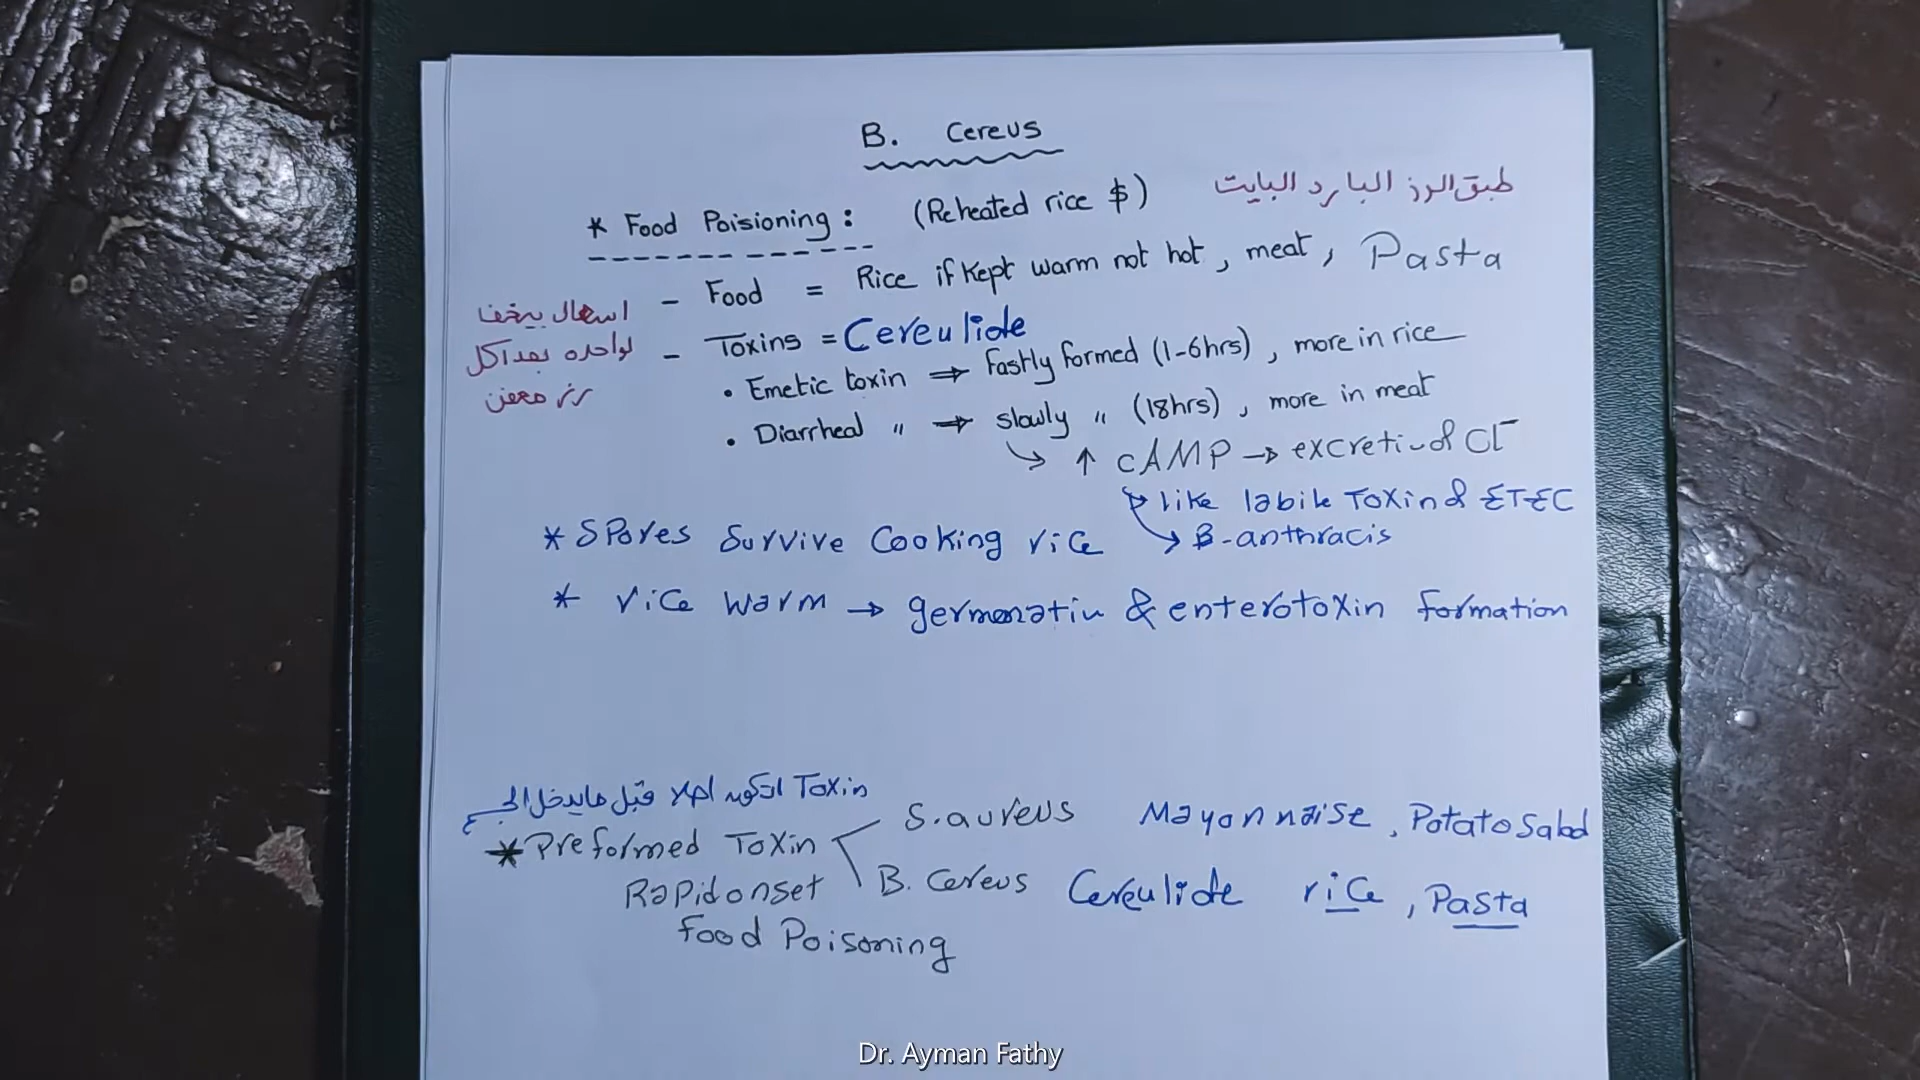 B. Cereus
* Food Poisioning : (Reheated rice $) طبق الرز البارد البايت
- Food = Rice if kept warm not hot , meat , Pasta
اسهال بيخف
لواحده بعد اكل
رز معفن
- Toxins = Cereulide
• Emetic toxin ⇒ Fastly formed (1-6hrs) , more in rice
• Diarrheal " ⇒ slowly " (18hrs) , more in meat
↑ cAMP → excretion of Cl-
like labile Toxin of ETEC
→ B-anthracis
* Spores Survive Cooking rice
* rice warm → germenatin & enterotoxin formation
Toxin اتكونه اصلا قبل مايدخل الجسم
* Preformed Toxin
Rapid onset
Food Poisoning
S. aureus Mayonnaise , Potato Salad
B. Cereus Cereulide rice , Pasta
Dr. Ayman Fathy